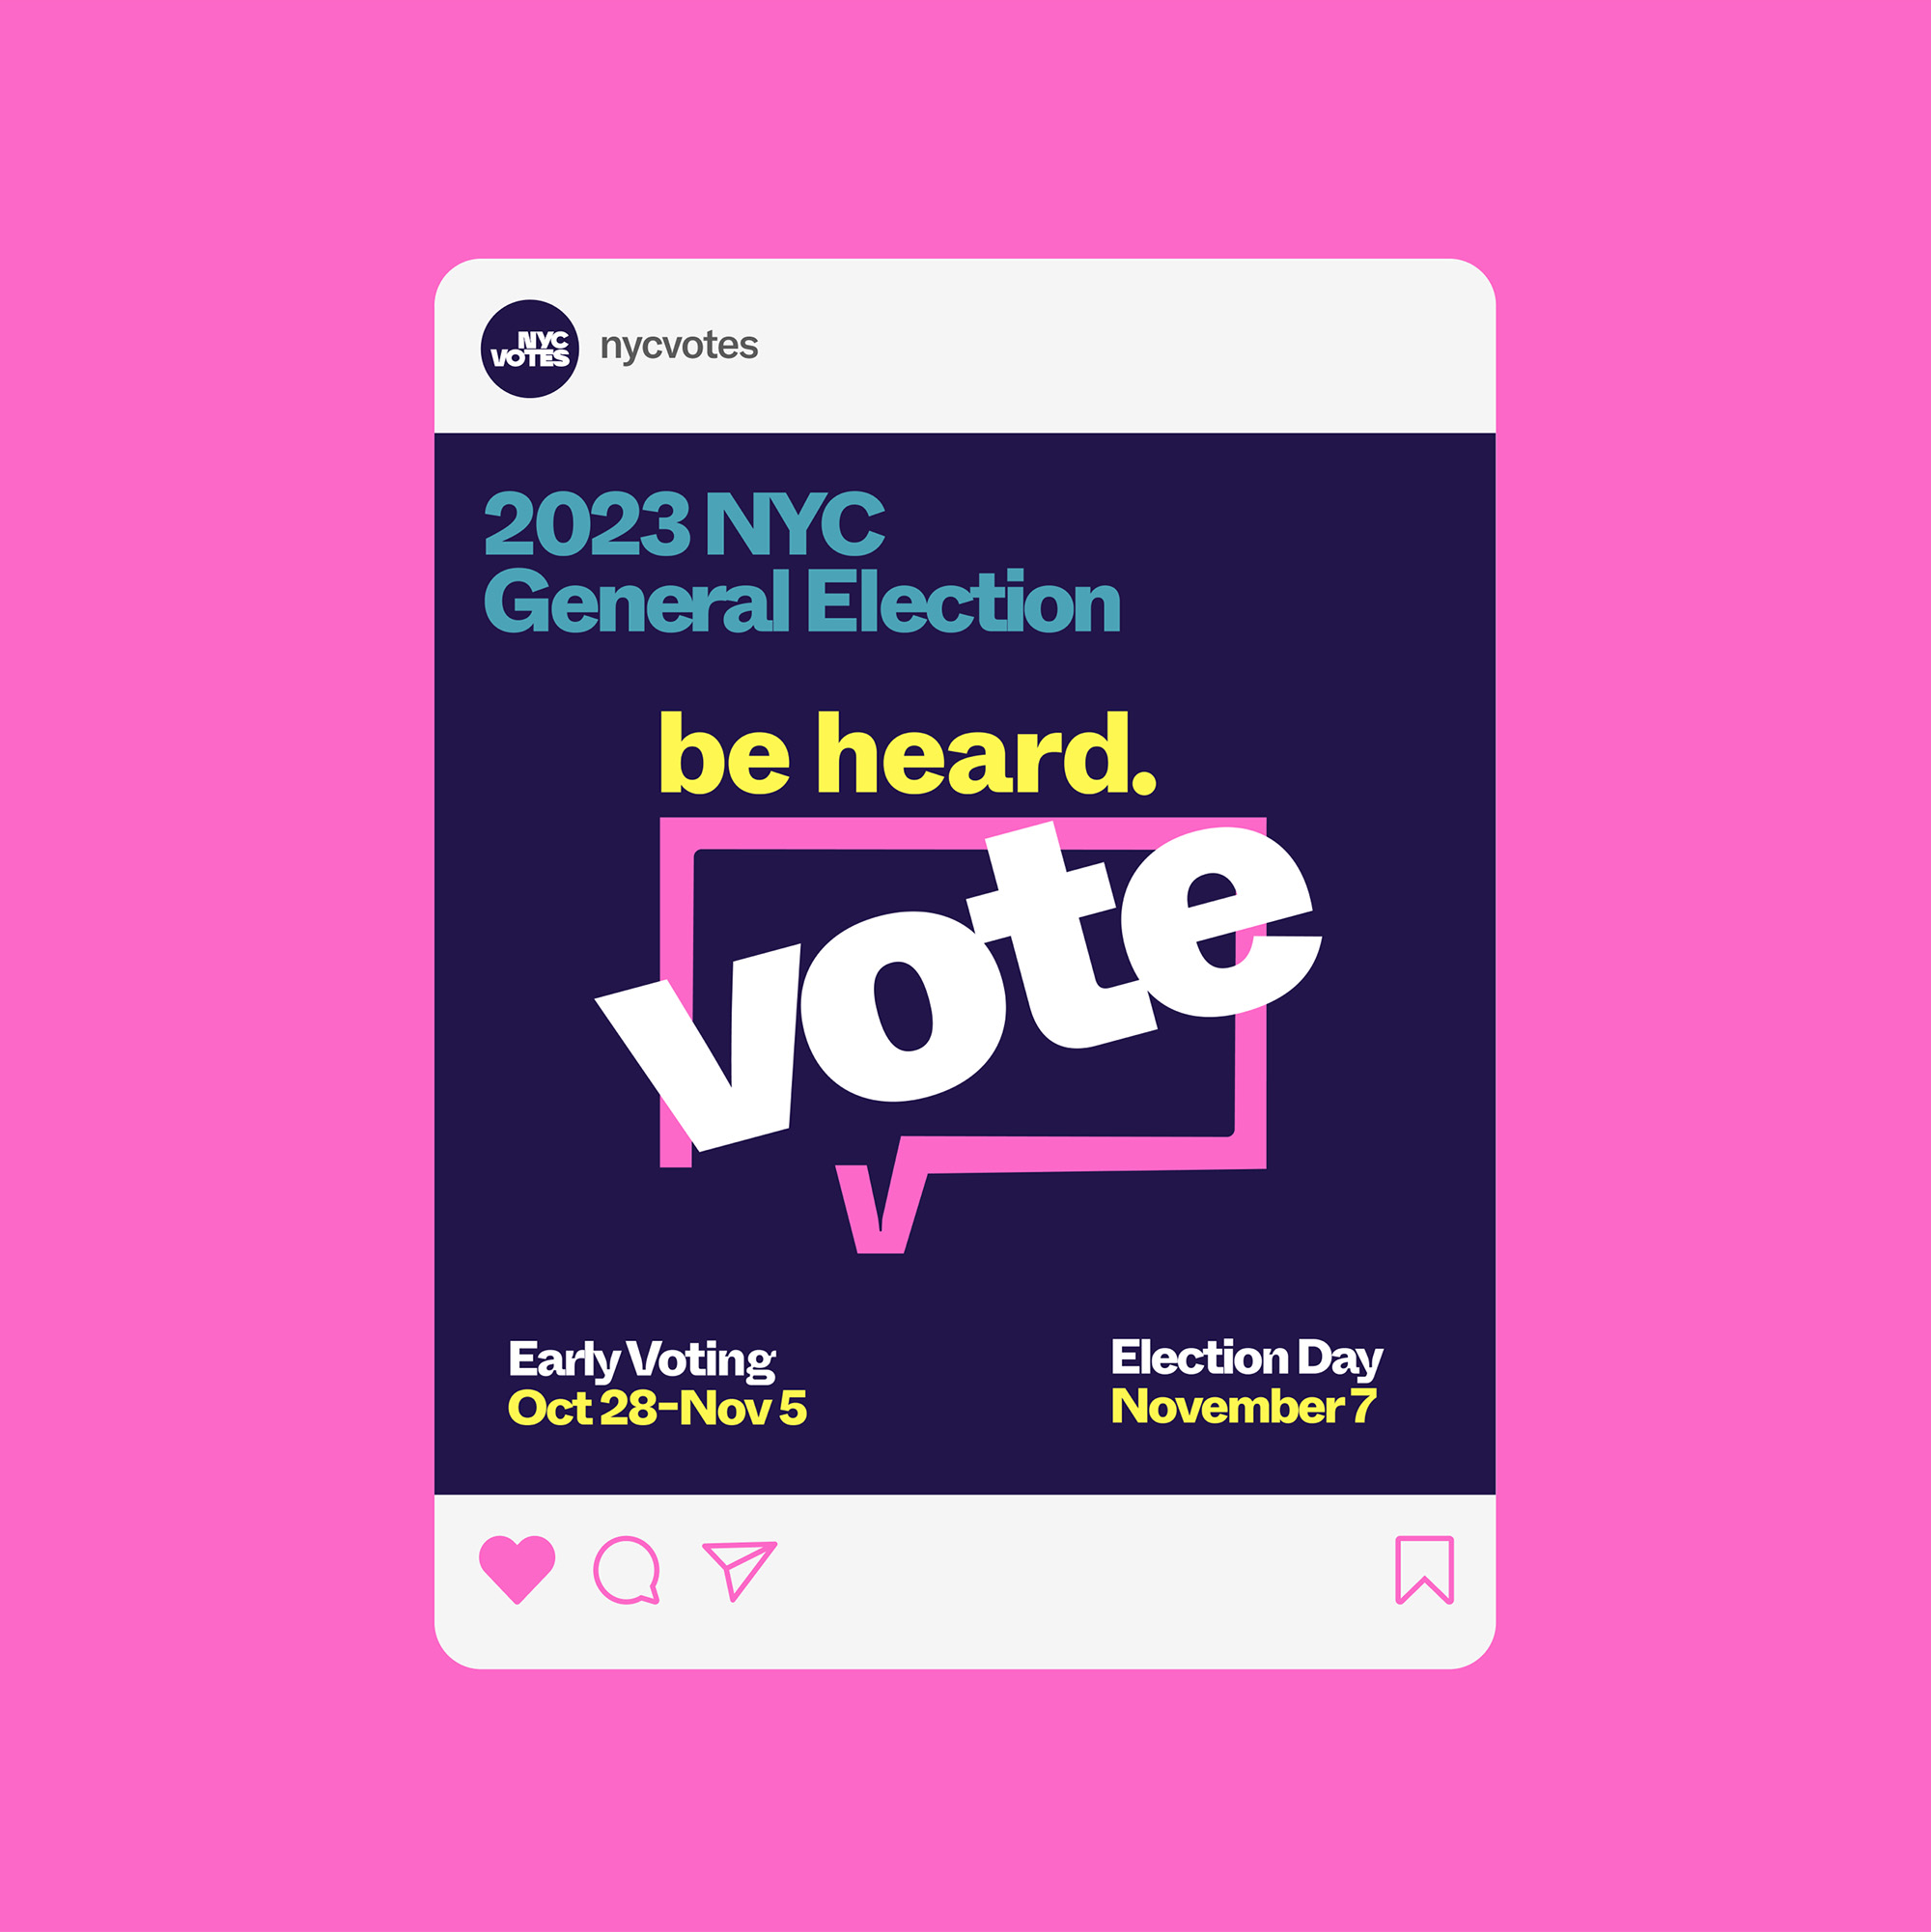 NYC
VOTES
nycvotes
2023 NYC
General Election
be heard.
vote
v
Early Voting
Oct 28-Nov 5
Election Day
November 7